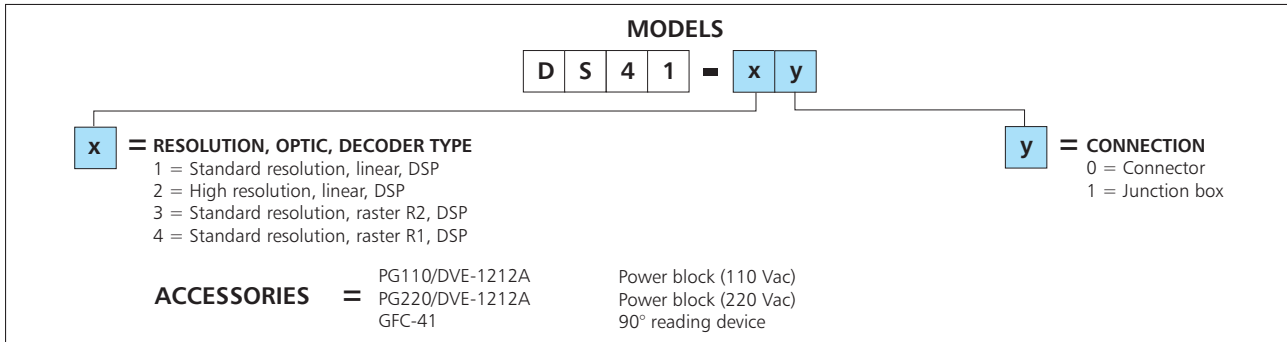 MODELS
D S 4 1 - x y
x = RESOLUTION, OPTIC, DECODER TYPE
1 = Standard resolution, linear, DSP
2 = High resolution, linear, DSP
3 = Standard resolution, raster R2, DSP
4 = Standard resolution, raster R1, DSP
y = CONNECTION
0 = Connector
1 = Junction box
ACCESSORIES =
PG110/DVE-1212A Power block (110 Vac)
PG220/DVE-1212A Power block (220 Vac)
GFC-41 90° reading device